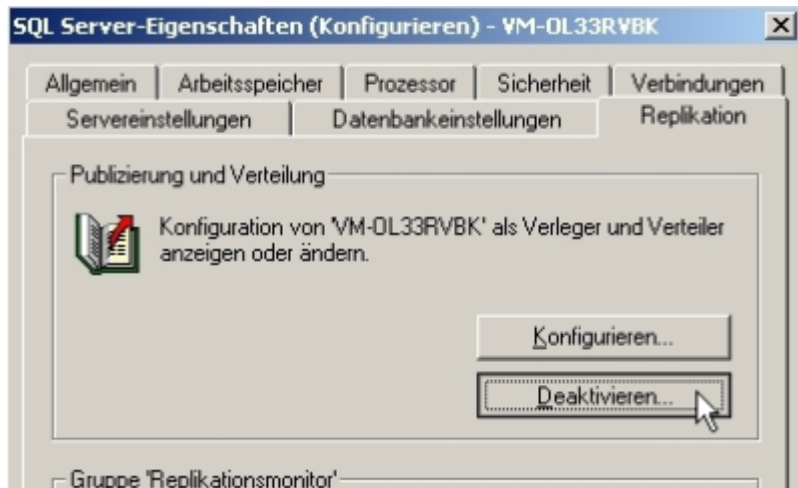 SQL Server-Eigenschaften (Konfigurieren) - VM-OL33RVBK
Allgemein Arbeitsspeicher Prozessor Sicherheit Verbindungen
Servereinstellungen Datenbankeinstellungen Replikation
Publizierung und Verteilung
Konfiguration von 'VM-OL33RVBK' als Verleger und Verteiler
anzeigen oder ändern.
Konfigurieren...
Deaktivieren...
Gruppe 'Replikationsmonitor'